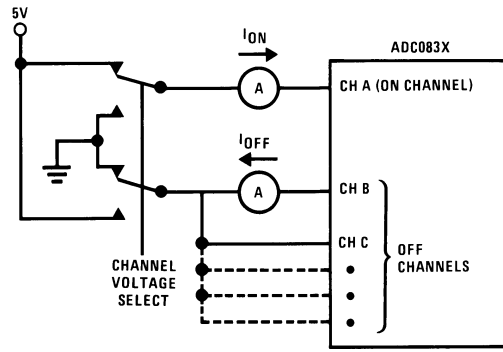 5V
ION
ADC083X
A
CH A (ON CHANNEL)
IOFF
A
CH B
CH C
OFF
CHANNELS
CHANNEL
VOLTAGE
SELECT